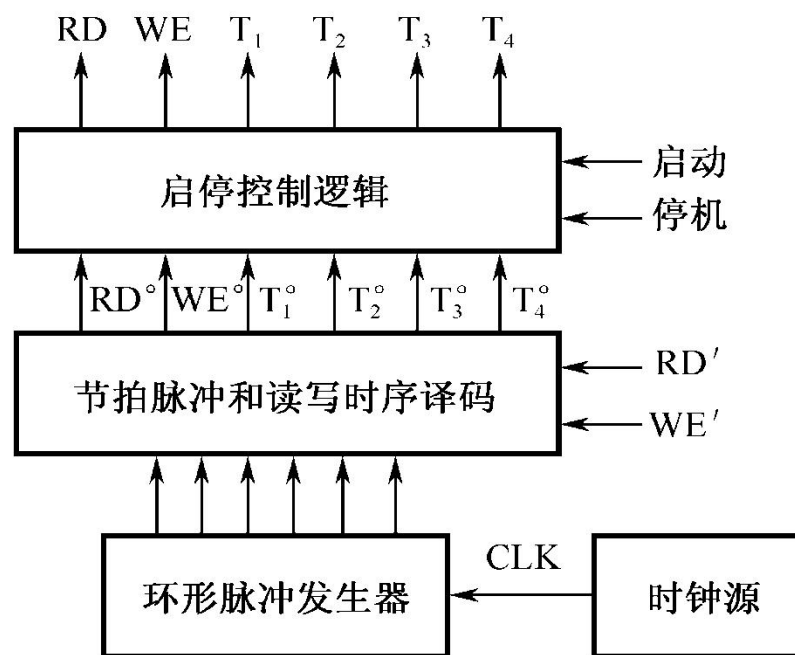 RD WE T₁ T₂ T₃ T₄
启停控制逻辑
启动
停机
RD° WE° T₁° T₂° T₃° T₄°
节拍脉冲和读写时序译码
RD′
WE′
环形脉冲发生器
CLK
时钟源